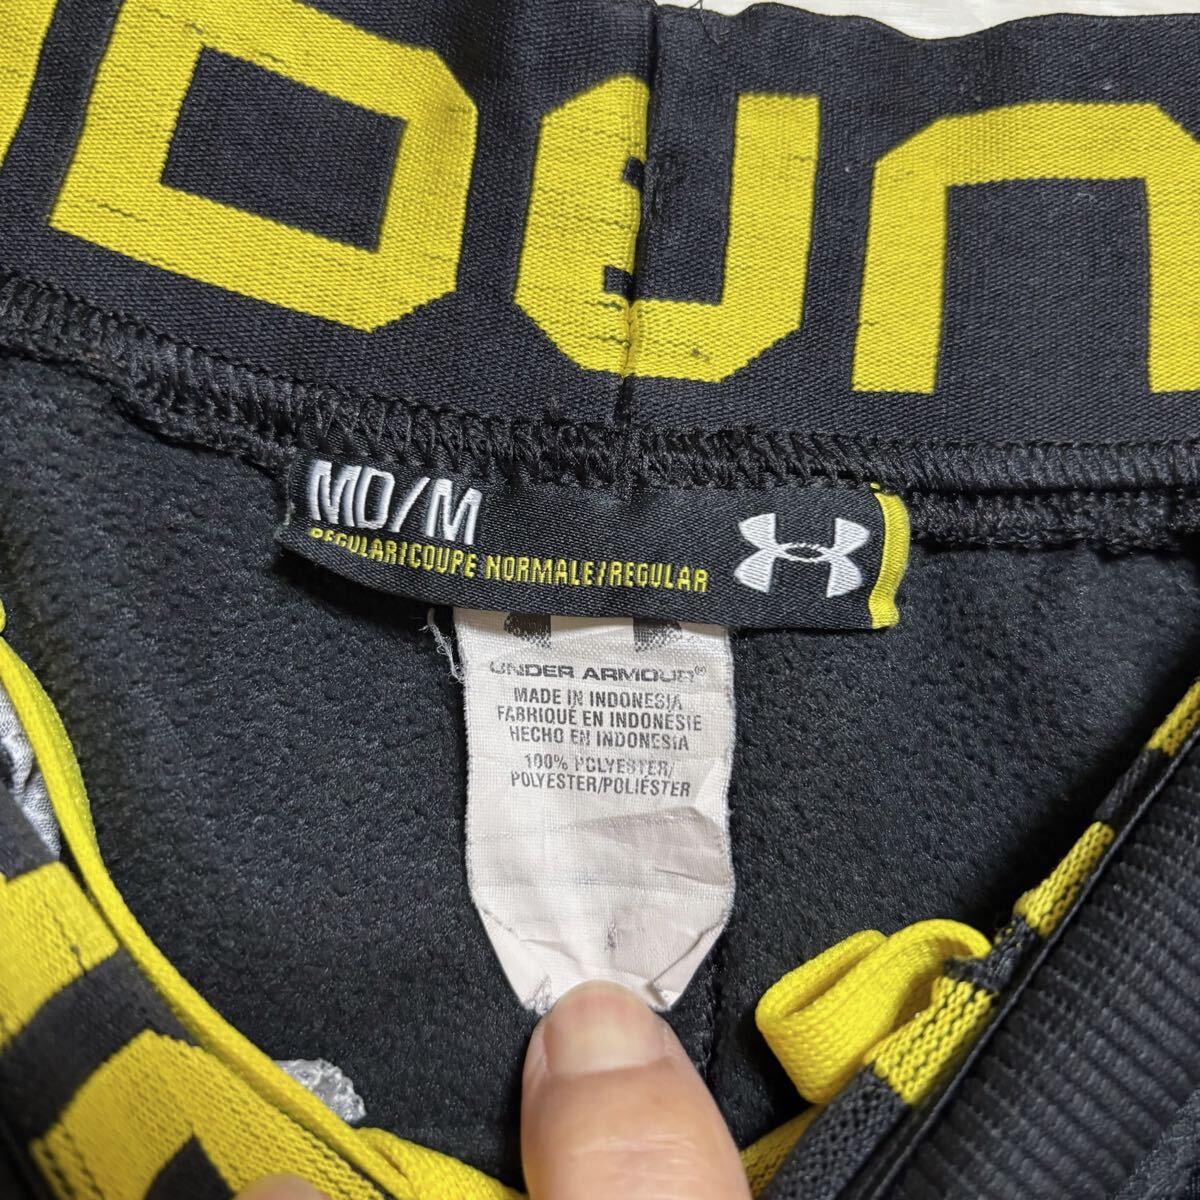 MD/M
REGULAR/COUPE NORMALE/REGULAR
UNDER ARMOUR®
MADE IN INDONESIA
FABRIQUÉ EN INDONÉSIE
HECHO EN INDONESIA
100% POLYESTER/
POLYESTER/POLIÉSTER